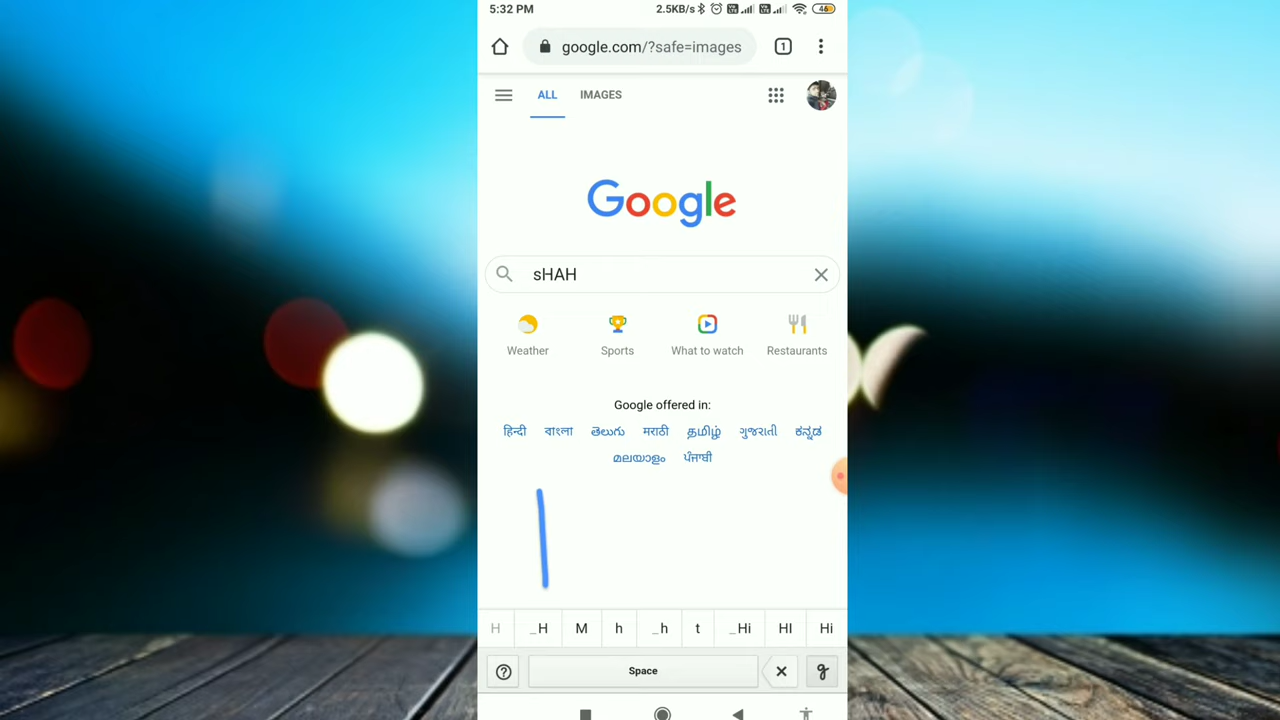 5:32 PM 2.5KB/s 46
google.com/?safe=images 1
ALL IMAGES
Google
sHAH
Weather Sports What to watch Restaurants
Google offered in:
हिन्दी বাংলা తెలుగు मराठी தமிழ் ગુજરાતી ಕನ್ನಡ
മലയാളം ਪੰਜਾਬੀ
H _H M h _h t _Hi HI Hi
Space